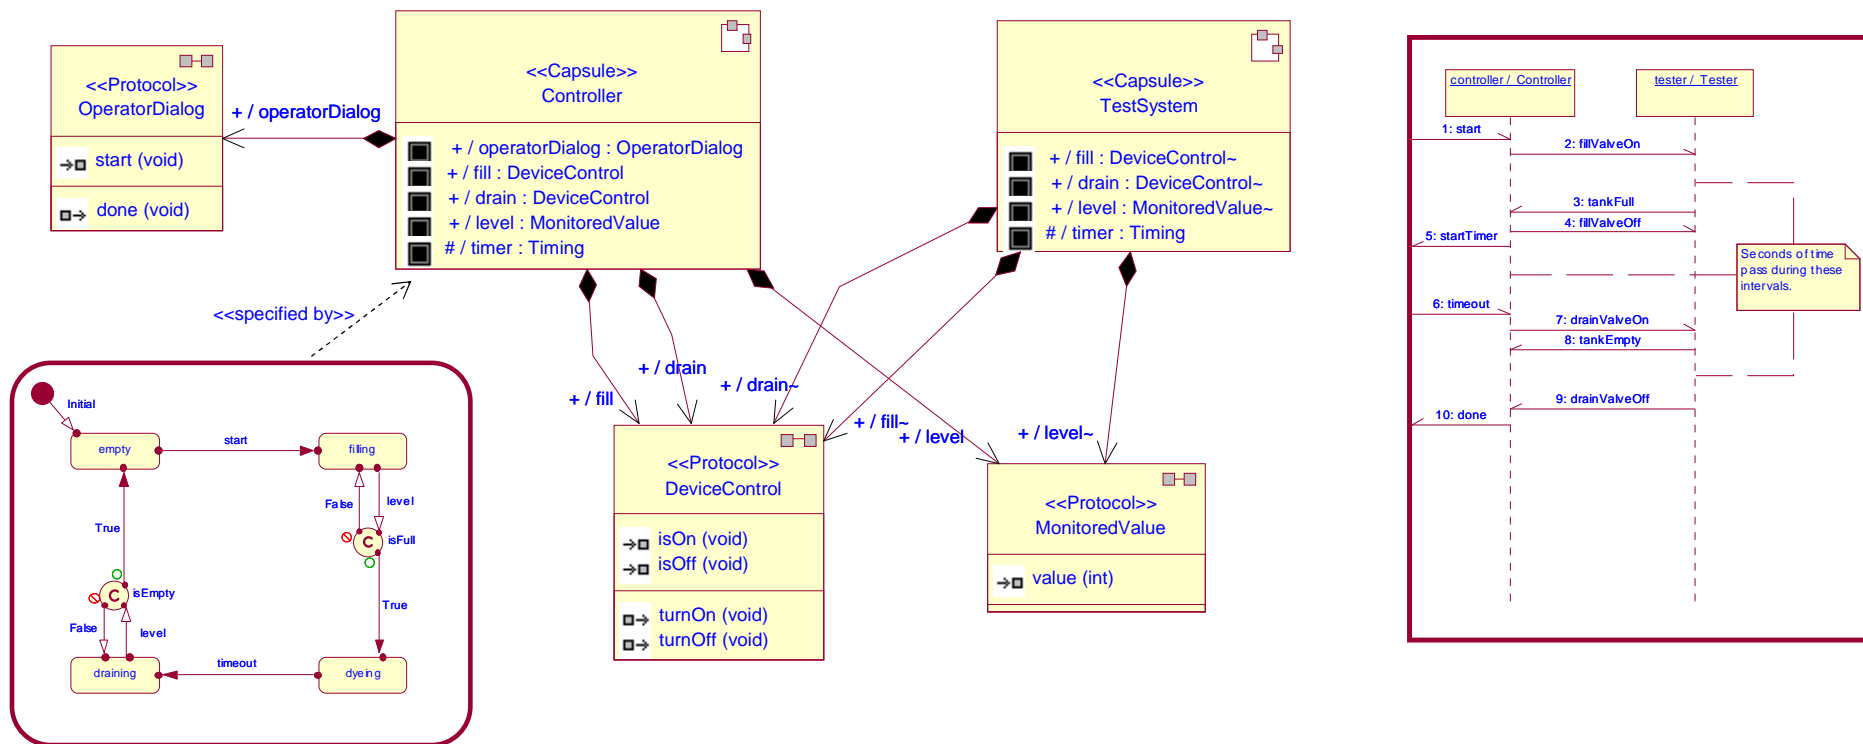 <<Protocol>>
OperatorDialog
start (void)
done (void)
+ / operatorDialog
<<Capsule>>
Controller
+ / operatorDialog : OperatorDialog
+ / fill : DeviceControl
+ / drain : DeviceControl
+ / level : MonitoredValue
# / timer : Timing
<<Capsule>>
TestSystem
+ / fill : DeviceControl~
+ / drain : DeviceControl~
+ / level : MonitoredValue~
# / timer : Timing
<<specified by>>
+ / fill
+ / drain
+ / drain~
+ / fill~
+ / level
+ / level~
<<Protocol>>
DeviceControl
isOn (void)
isOff (void)
turnOn (void)
turnOff (void)
<<Protocol>>
MonitoredValue
value (int)
Initial
empty
start
filling
False
level
C
isFull
True
True
C
isEmpty
False
level
draining
timeout
dyeing
controller / Controller
tester / Tester
1: start
2: fillValveOn
3: tankFull
4: fillValveOff
5: startTimer
Seconds of time
pass during these
intervals.
6: timeout
7: drainValveOn
8: tankEmpty
9: drainValveOff
10: done